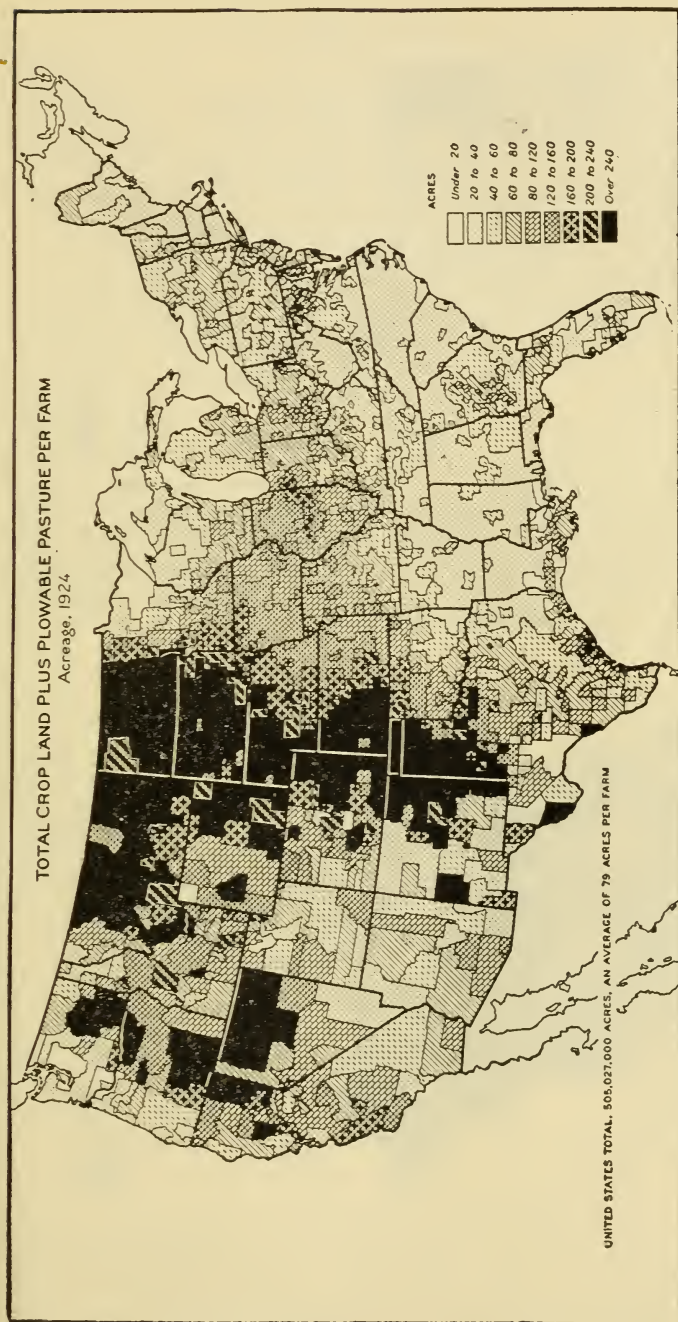 TOTAL CROP LAND PLUS PLOWABLE PASTURE PER FARM
Acreage, 1924
ACRES
Under 20
20 to 40
40 to 60
60 to 80
80 to 120
120 to 160
160 to 200
200 to 240
Over 240
UNITED STATES TOTAL, 505,027,000 ACRES, AN AVERAGE OF 79 ACRES PER FARM